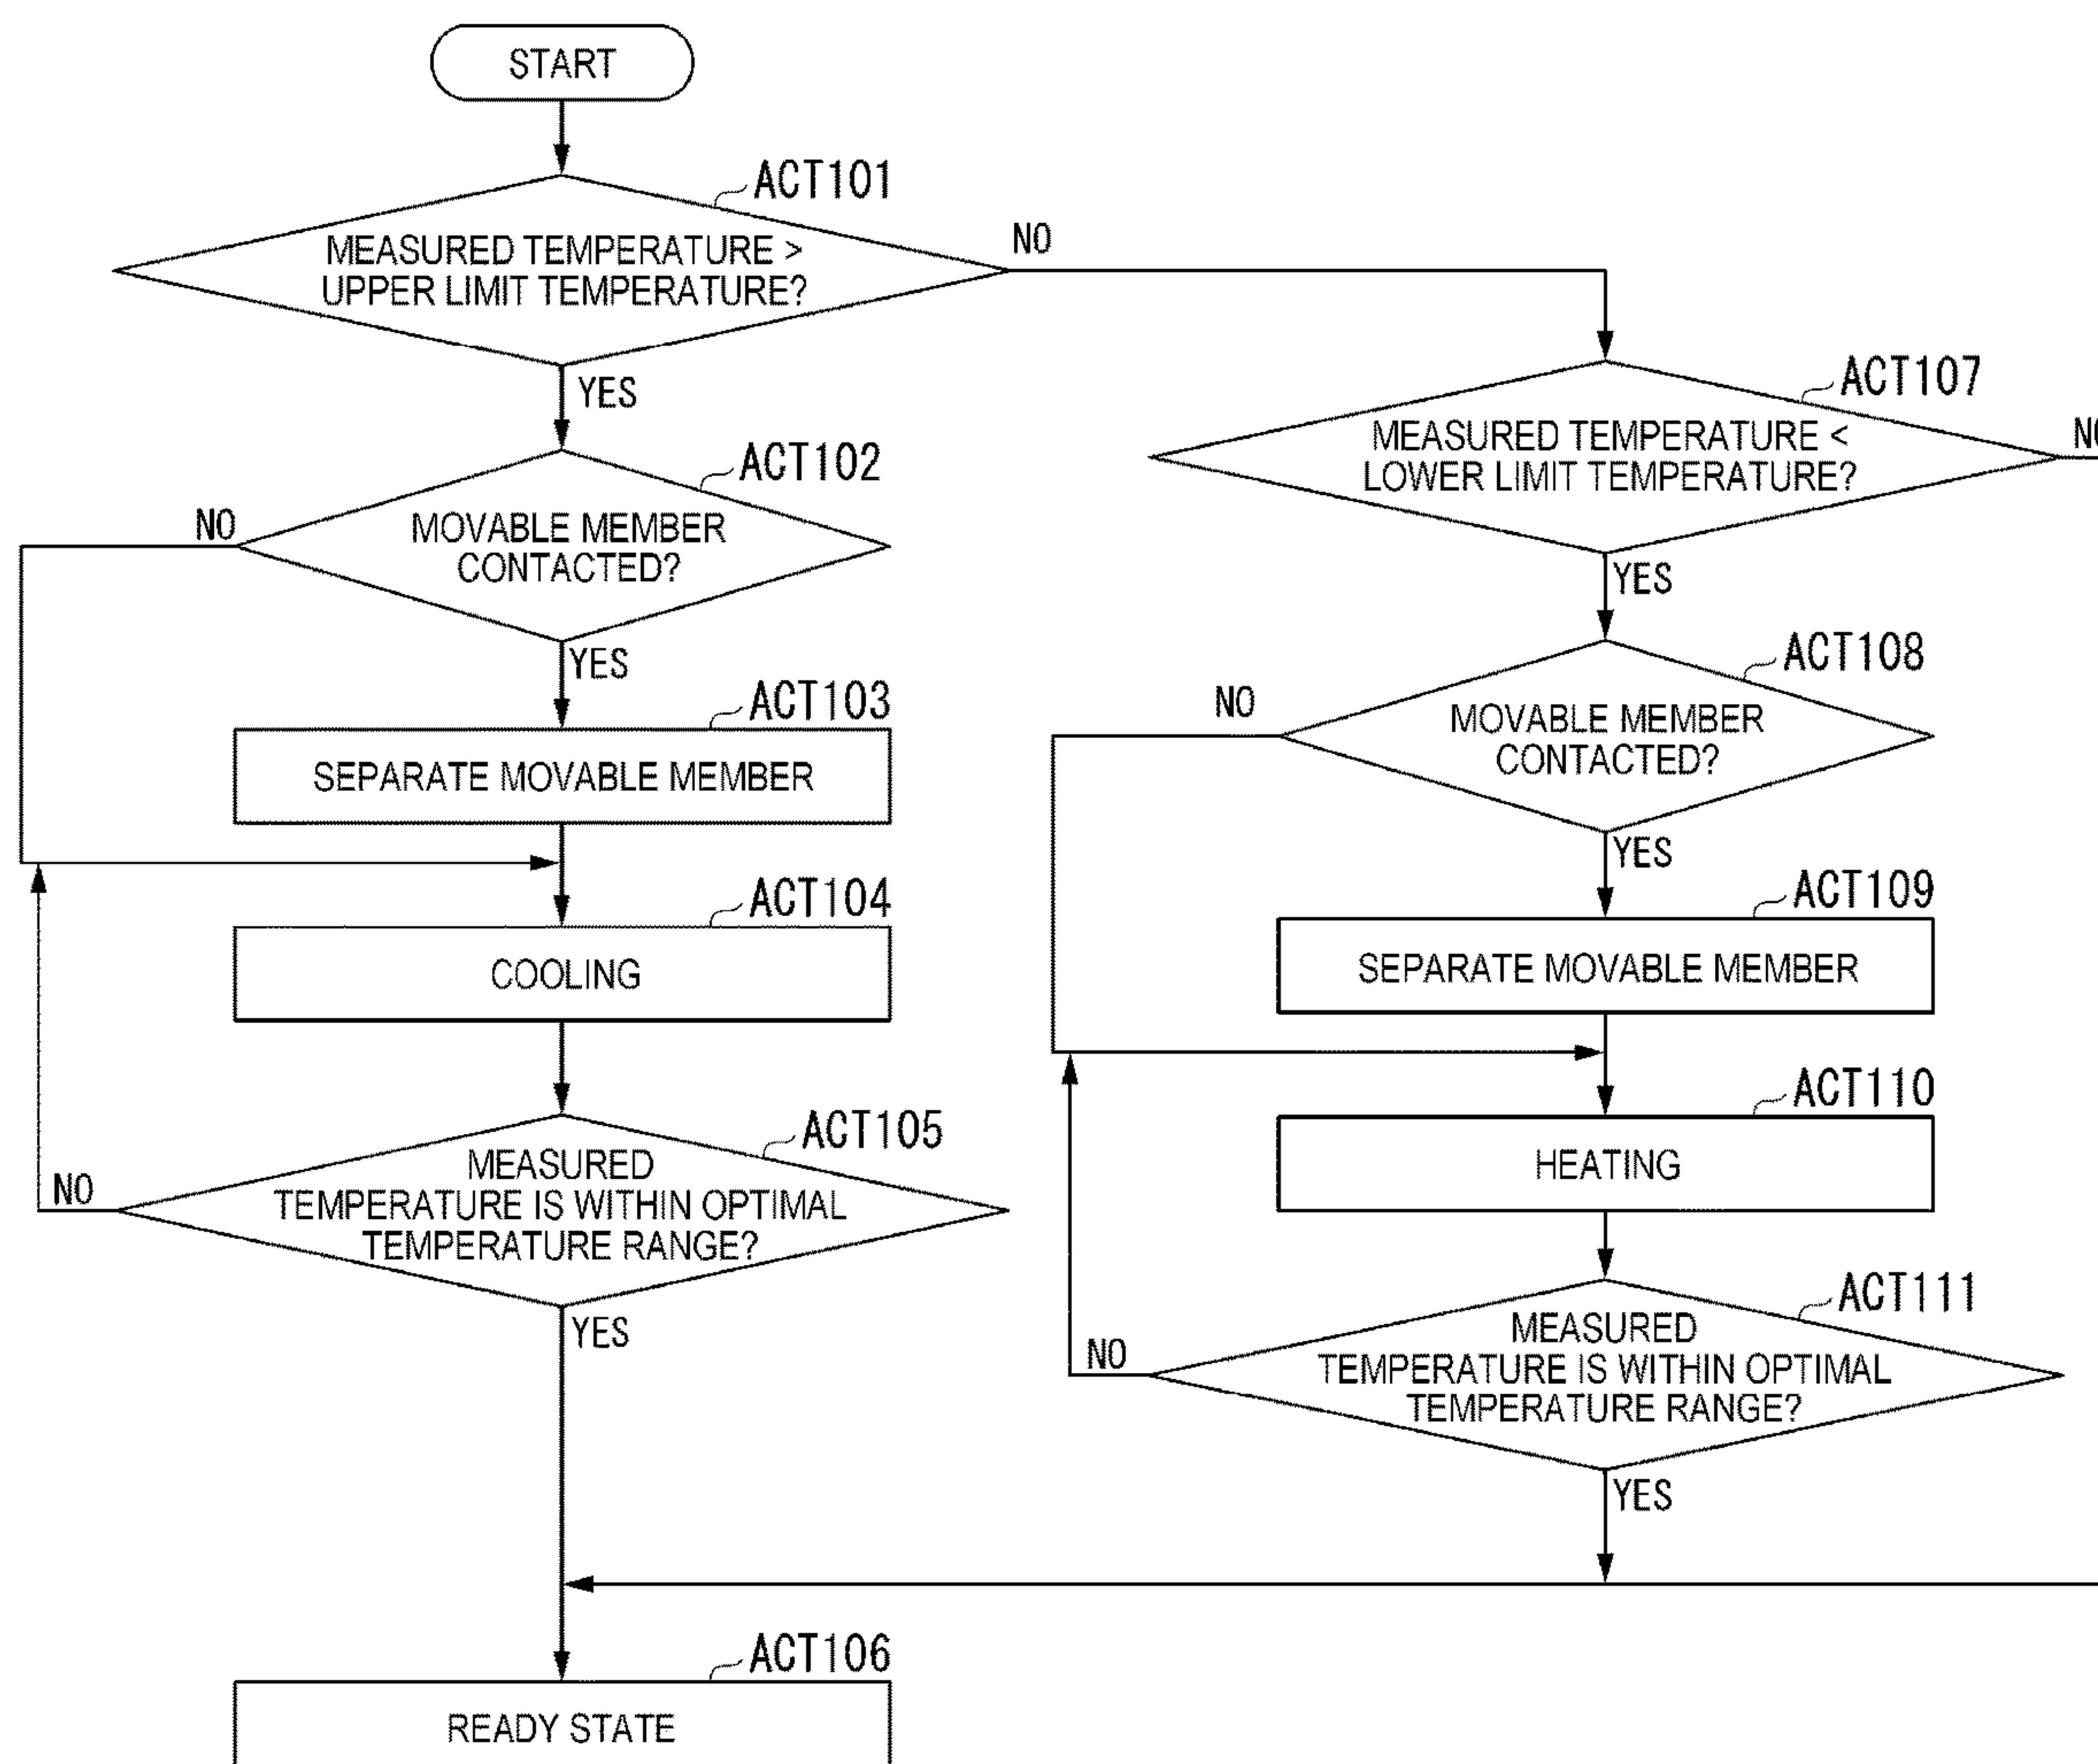 START
ACT101
MEASURED TEMPERATURE >
UPPER LIMIT TEMPERATURE?
NO
YES
ACT102
MOVABLE MEMBER
CONTACTED?
NO
YES
ACT103
SEPARATE MOVABLE MEMBER
ACT104
COOLING
ACT105
MEASURED
TEMPERATURE IS WITHIN OPTIMAL
TEMPERATURE RANGE?
NO
YES
ACT106
READY STATE
ACT107
MEASURED TEMPERATURE <
LOWER LIMIT TEMPERATURE?
NO
YES
ACT108
MOVABLE MEMBER
CONTACTED?
NO
YES
ACT109
SEPARATE MOVABLE MEMBER
ACT110
HEATING
ACT111
MEASURED
TEMPERATURE IS WITHIN OPTIMAL
TEMPERATURE RANGE?
NO
YES